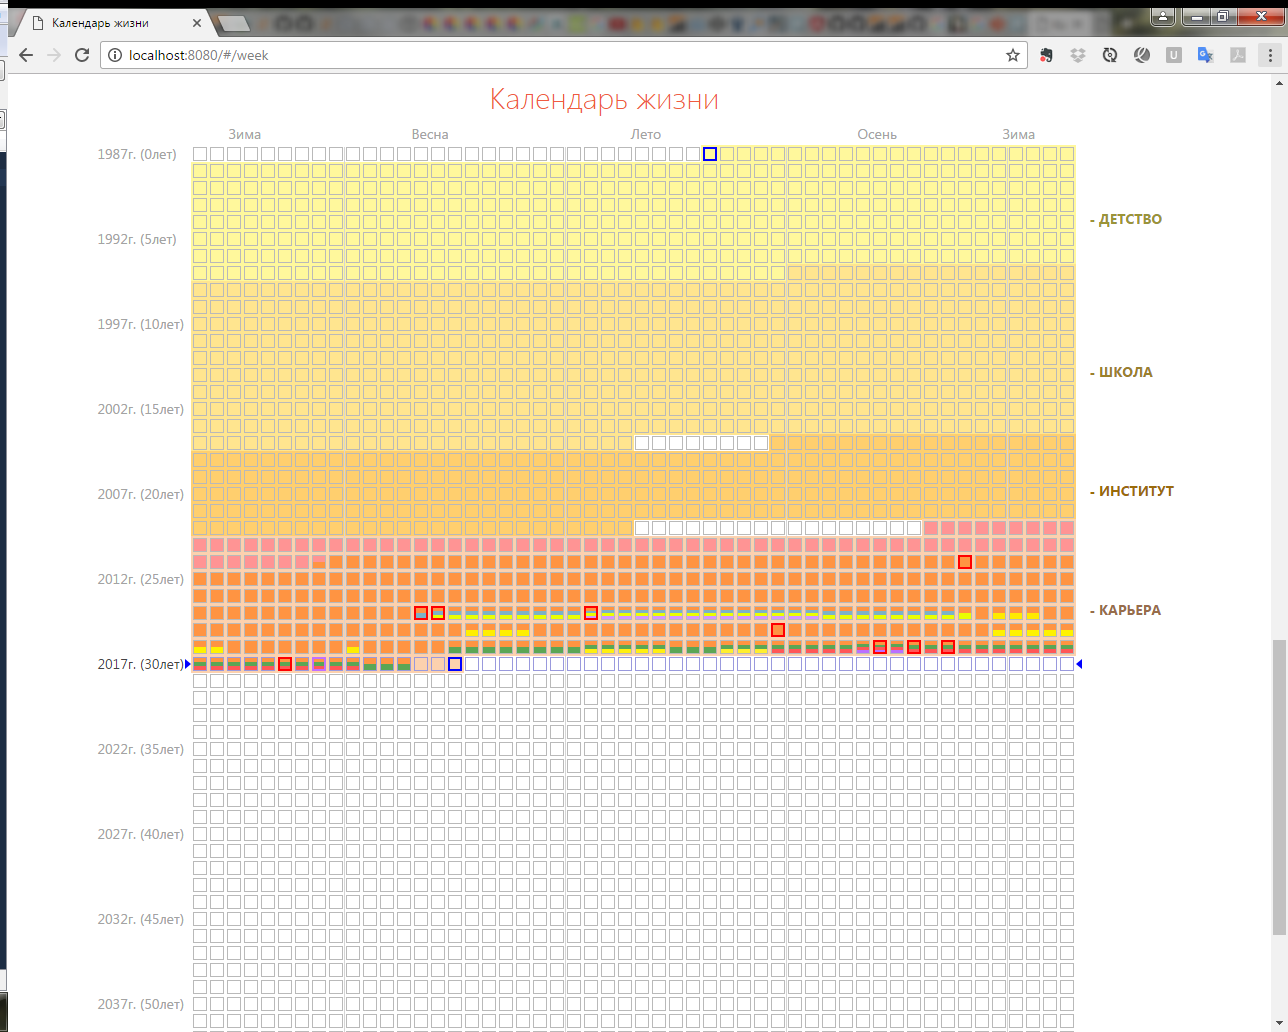 Календарь жизни
localhost:8080/#/week
Календарь жизни
Зима Весна Лето Осень Зима
1987г. (0лет)
- ДЕТСТВО
1992г. (5лет)
1997г. (10лет)
- ШКОЛА
2002г. (15лет)
2007г. (20лет)
- ИНСТИТУТ
2012г. (25лет)
- КАРЬЕРА
2017г. (30лет)
2022г. (35лет)
2027г. (40лет)
2032г. (45лет)
2037г. (50лет)